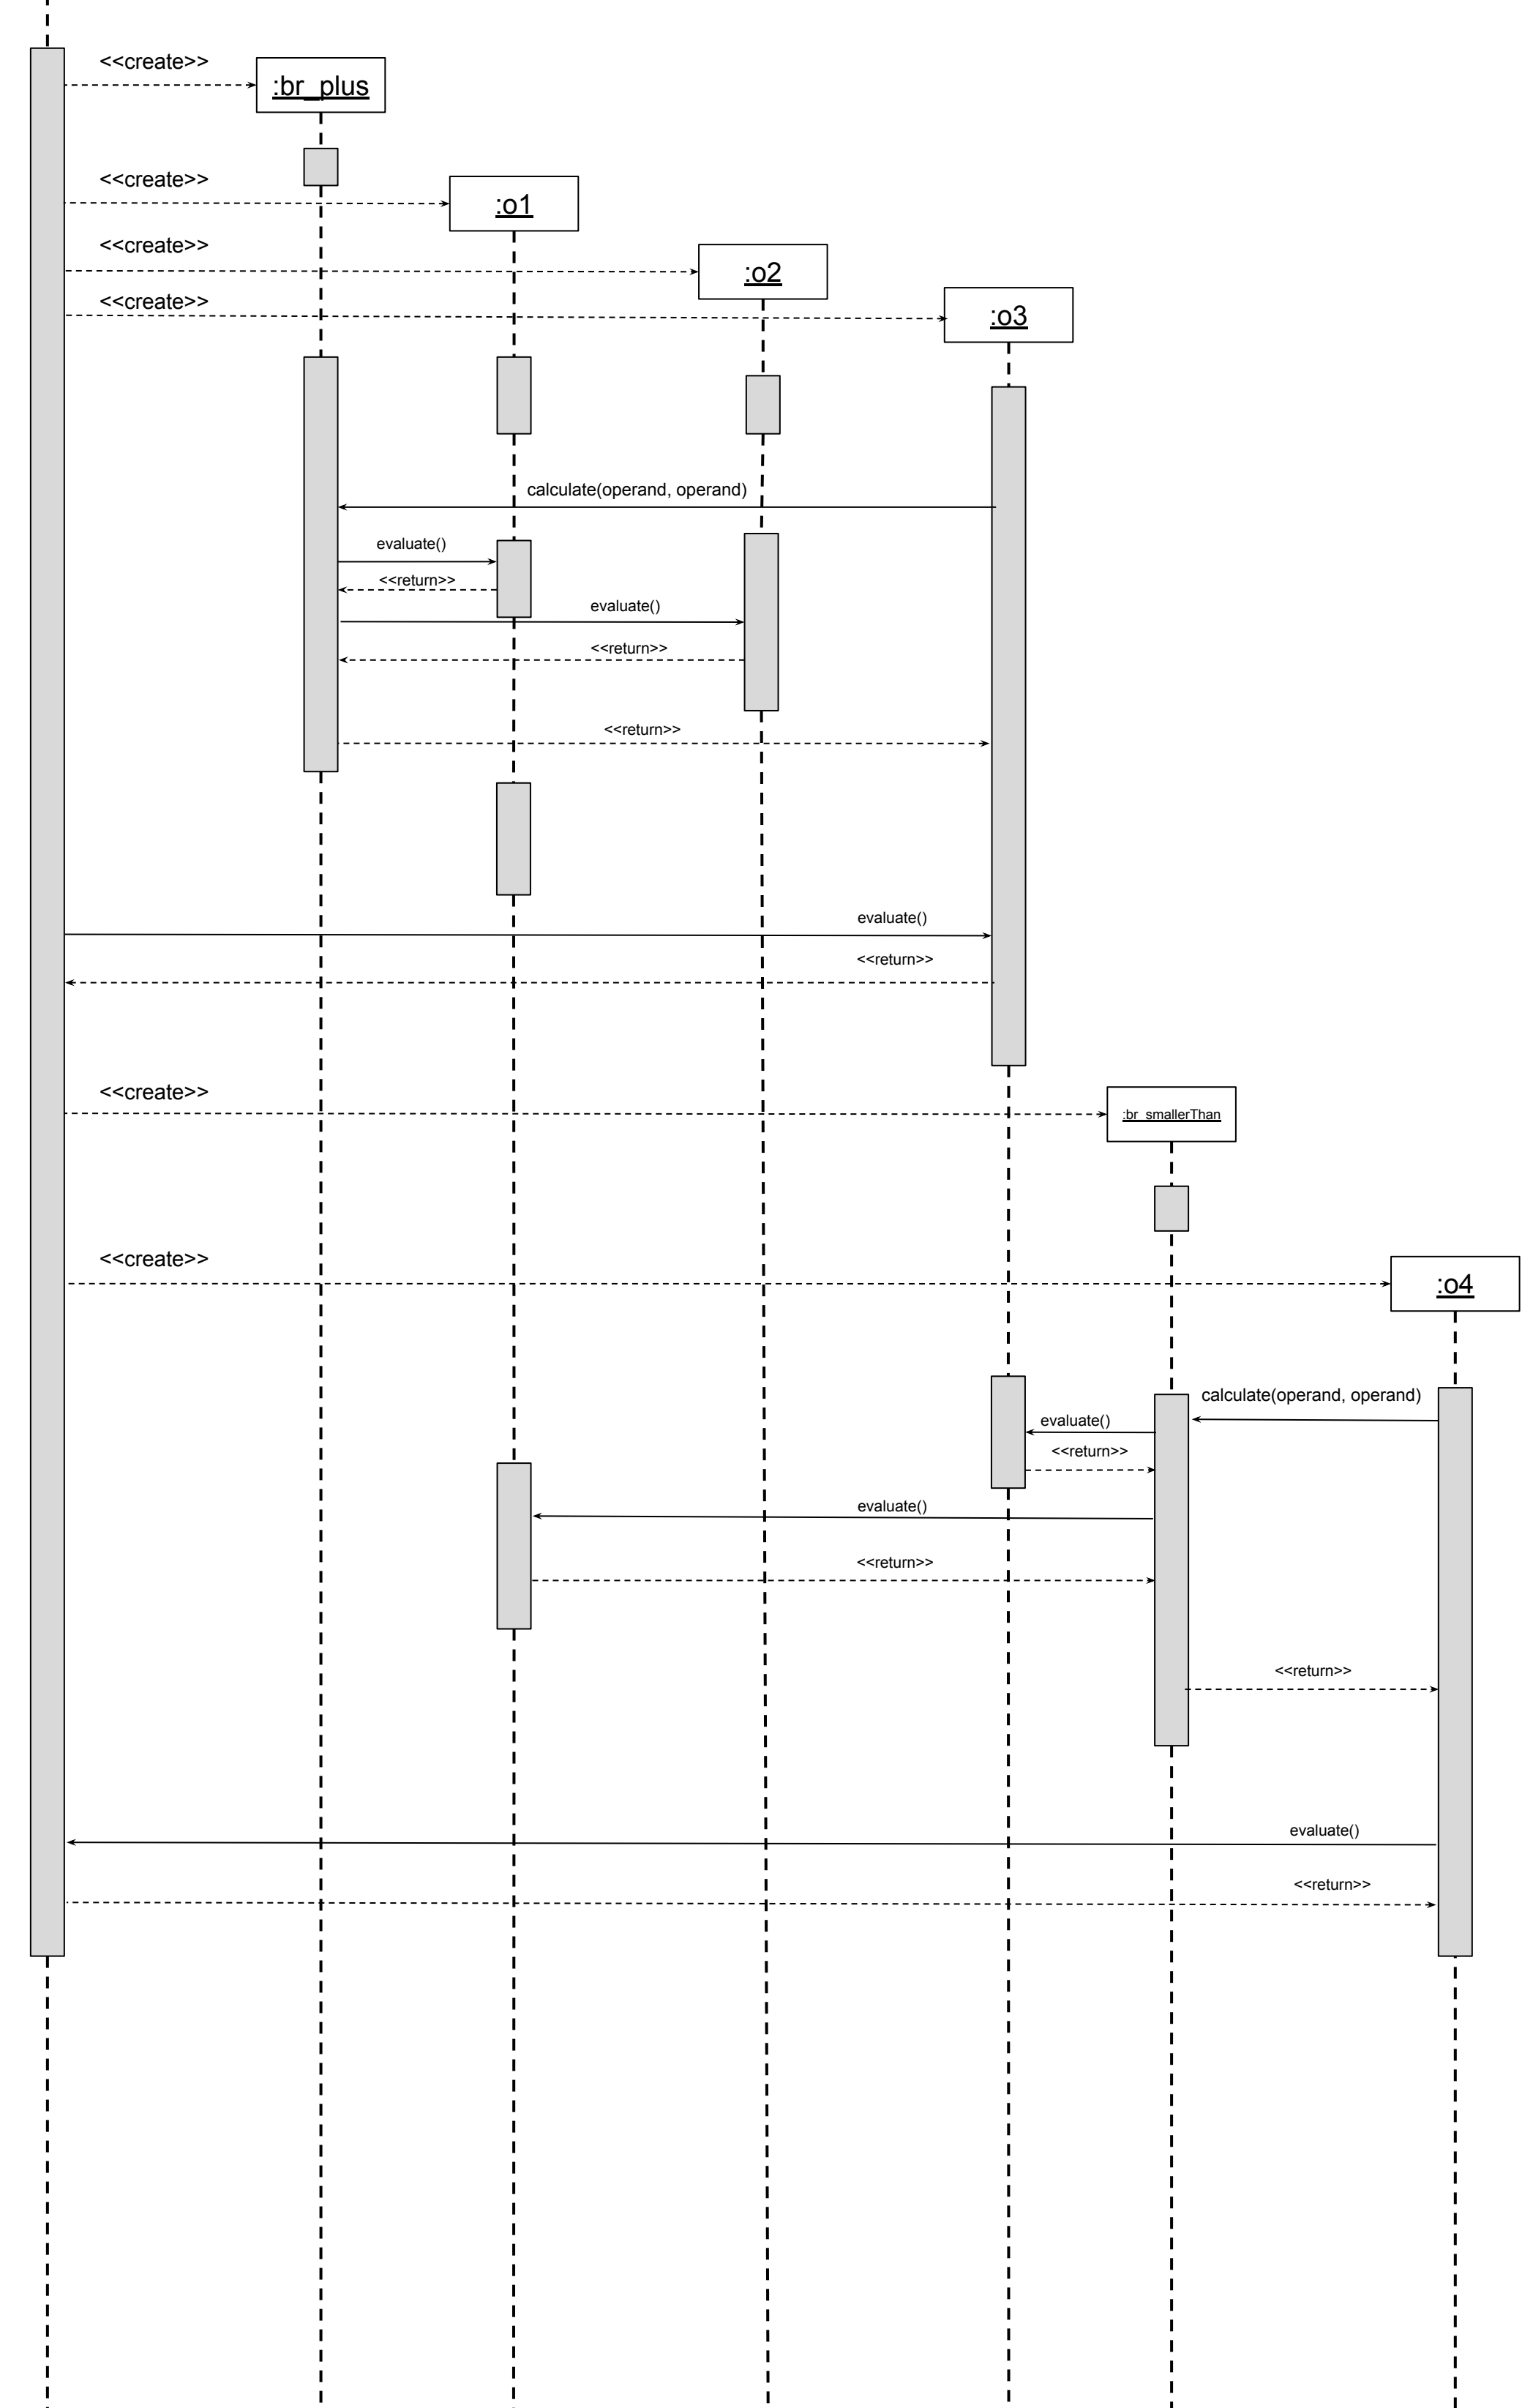 <<create>>
:br_plus
<<create>>
:o1
<<create>>
:o2
<<create>>
:o3
calculate(operand, operand)
evaluate()
<<return>>
evaluate()
<<return>>
<<return>>
evaluate()
<<return>>
<<create>>
:br_smallerThan
<<create>>
:o4
calculate(operand, operand)
evaluate()
<<return>>
evaluate()
<<return>>
<<return>>
evaluate()
<<return>>